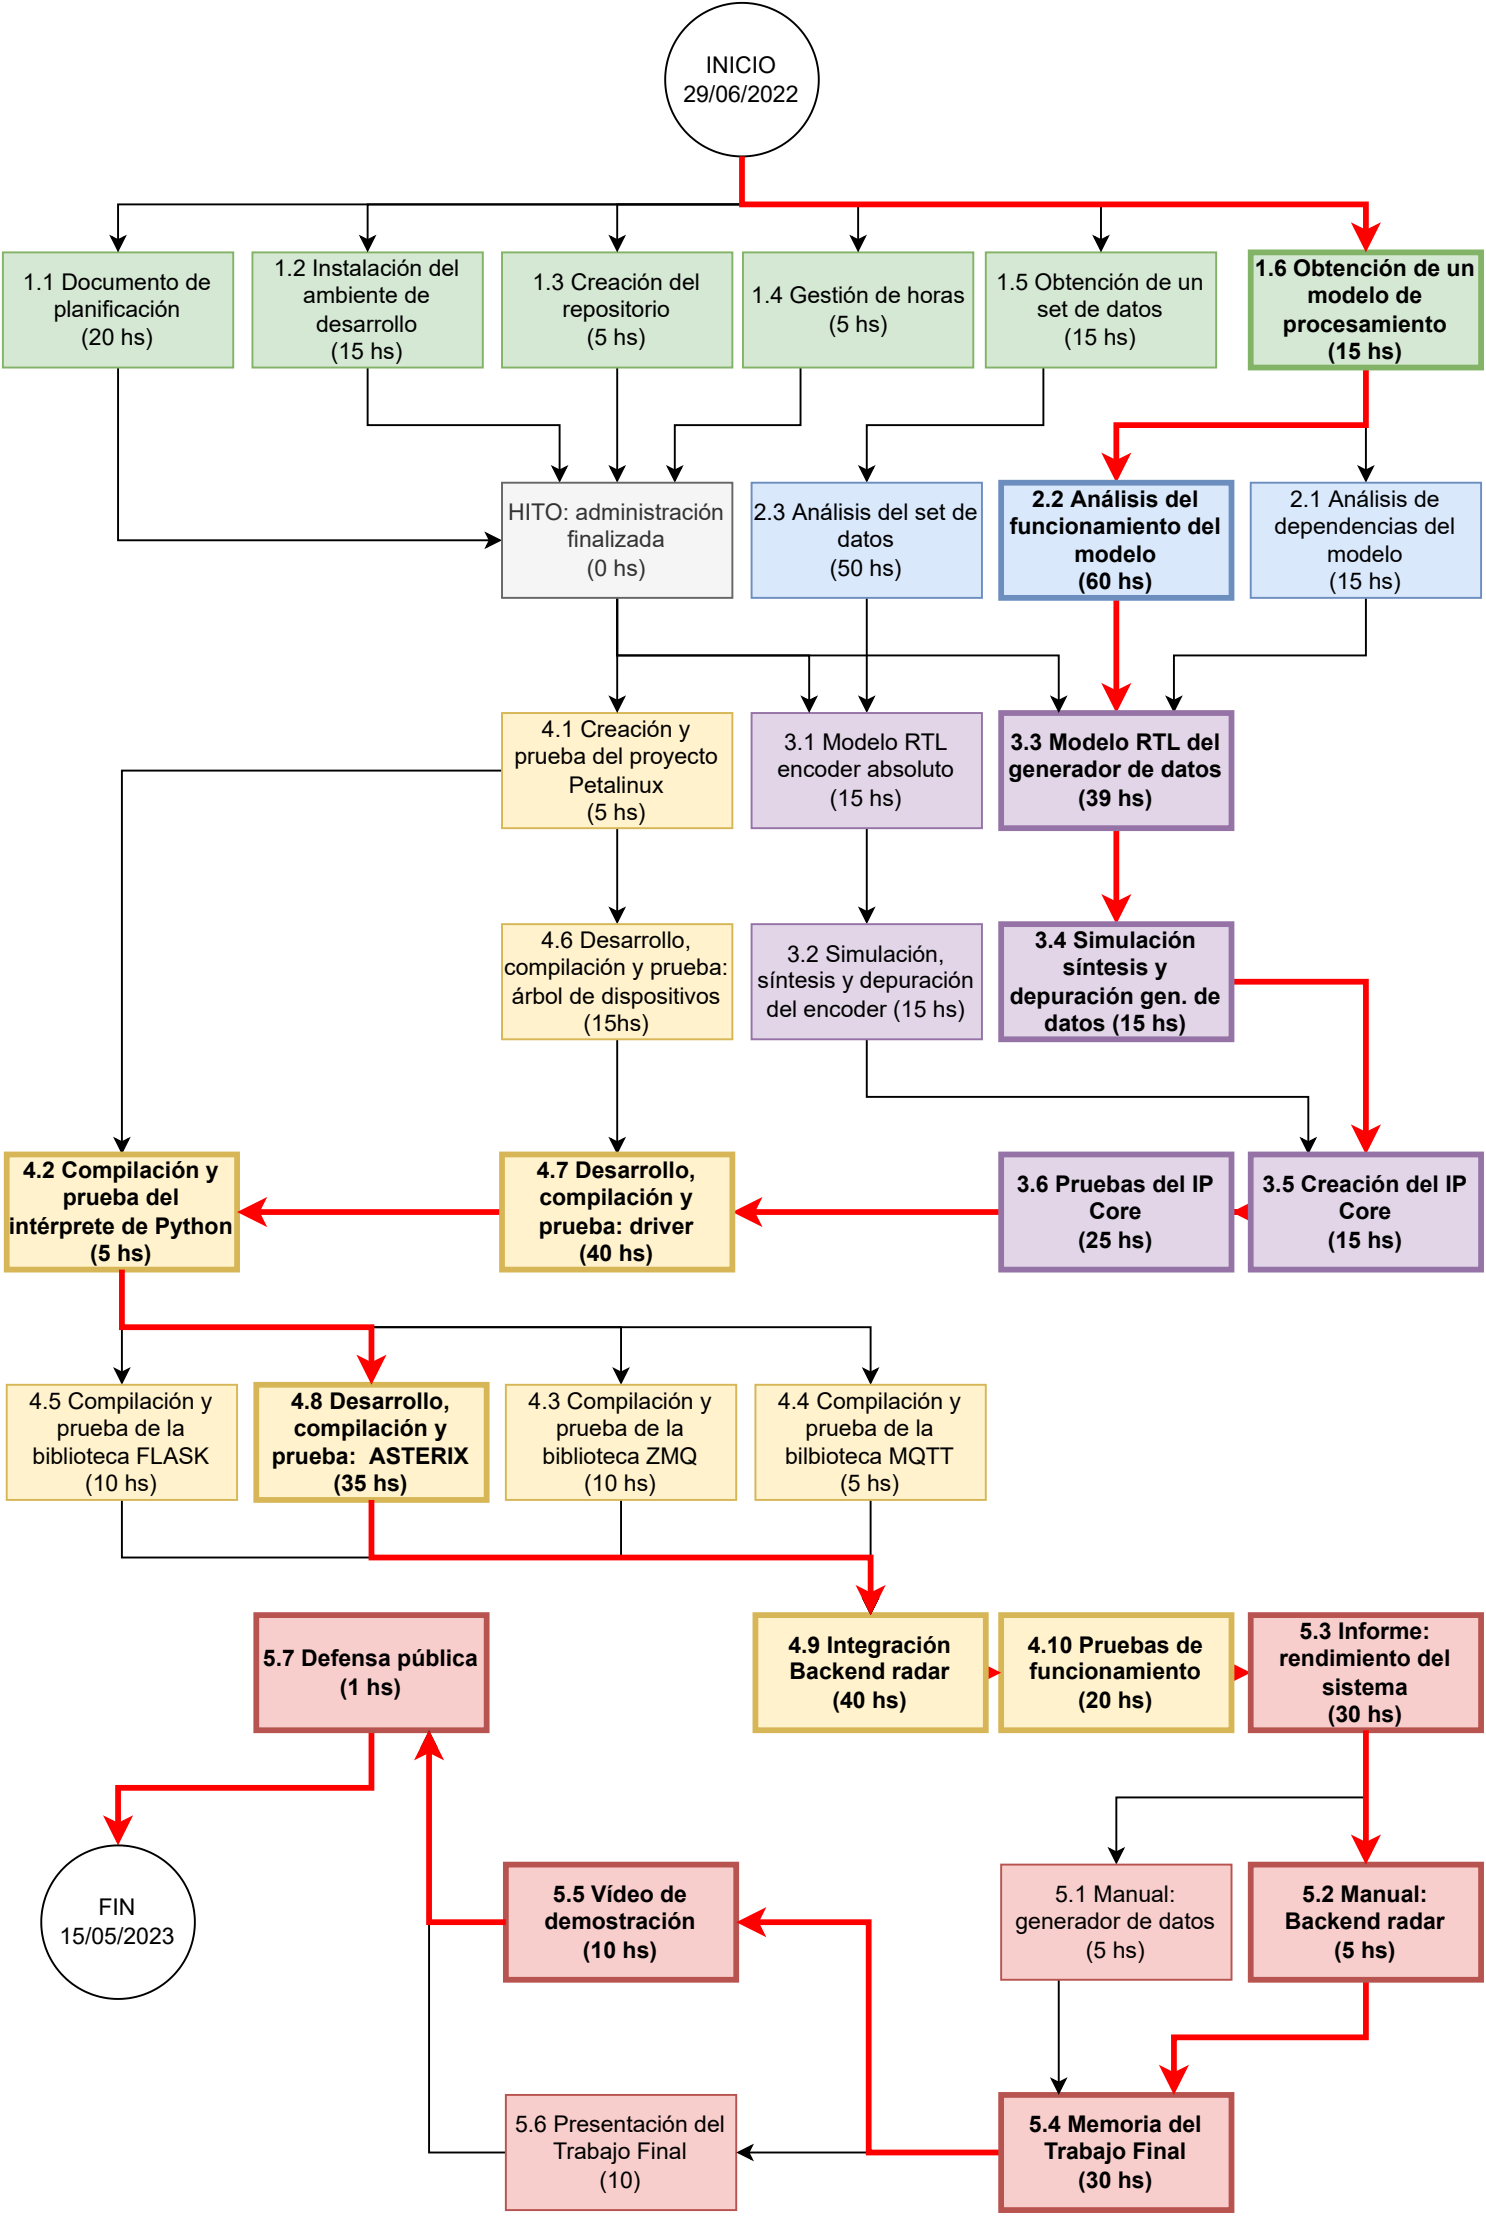 INICIO
29/06/2022
1.1 Documento de
planificación
(20 hs)
1.2 Instalación del
ambiente de
desarrollo
(15 hs)
1.3 Creación del
repositorio
(5 hs)
1.4 Gestión de horas
(5 hs)
1.5 Obtención de un
set de datos
(15 hs)
1.6 Obtención de un
modelo de
procesamiento
(15 hs)
HITO: administración
finalizada
(0 hs)
2.3 Análisis del set de
datos
(50 hs)
2.2 Análisis del
funcionamiento del
modelo
(60 hs)
2.1 Análisis de
dependencias del
modelo
(15 hs)
4.1 Creación y
prueba del proyecto
Petalinux
(5 hs)
3.1 Modelo RTL
encoder absoluto
(15 hs)
3.3 Modelo RTL del
generador de datos
(39 hs)
4.6 Desarrollo,
compilación y prueba:
árbol de dispositivos
(15hs)
3.2 Simulación,
síntesis y depuración
del encoder (15 hs)
3.4 Simulación
síntesis y
depuración gen. de
datos (15 hs)
4.2 Compilación y
prueba del
intérprete de Python
(5 hs)
4.7 Desarrollo,
compilación y
prueba: driver
(40 hs)
3.6 Pruebas del IP
Core
(25 hs)
3.5 Creación del IP
Core
(15 hs)
4.5 Compilación y
prueba de la
biblioteca FLASK
(10 hs)
4.8 Desarrollo,
compilación y
prueba: ASTERIX
(35 hs)
4.3 Compilación y
prueba de la
biblioteca ZMQ
(10 hs)
4.4 Compilación y
prueba de la
bilbioteca MQTT
(5 hs)
5.7 Defensa pública
(1 hs)
4.9 Integración
Backend radar
(40 hs)
4.10 Pruebas de
funcionamiento
(20 hs)
5.3 Informe:
rendimiento del
sistema
(30 hs)
FIN
15/05/2023
5.5 Vídeo de
demostración
(10 hs)
5.1 Manual:
generador de datos
(5 hs)
5.2 Manual:
Backend radar
(5 hs)
5.6 Presentación del
Trabajo Final
(10)
5.4 Memoria del
Trabajo Final
(30 hs)